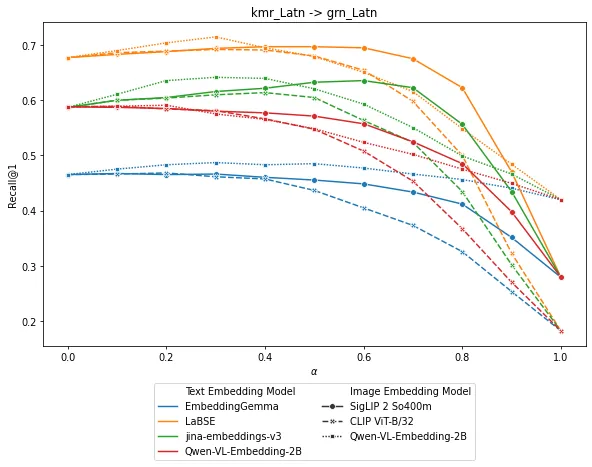 kmr_Latn -> grn_Latn
Recall@1
0.7
0.6
0.5
0.4
0.3
0.2
0.0
0.2
0.4
0.6
0.8
1.0
α
Text Embedding Model
EmbeddingGemma
LaBSE
jina-embeddings-v3
Qwen-VL-Embedding-2B
Image Embedding Model
SigLIP 2 So400m
CLIP ViT-B/32
Qwen-VL-Embedding-2B